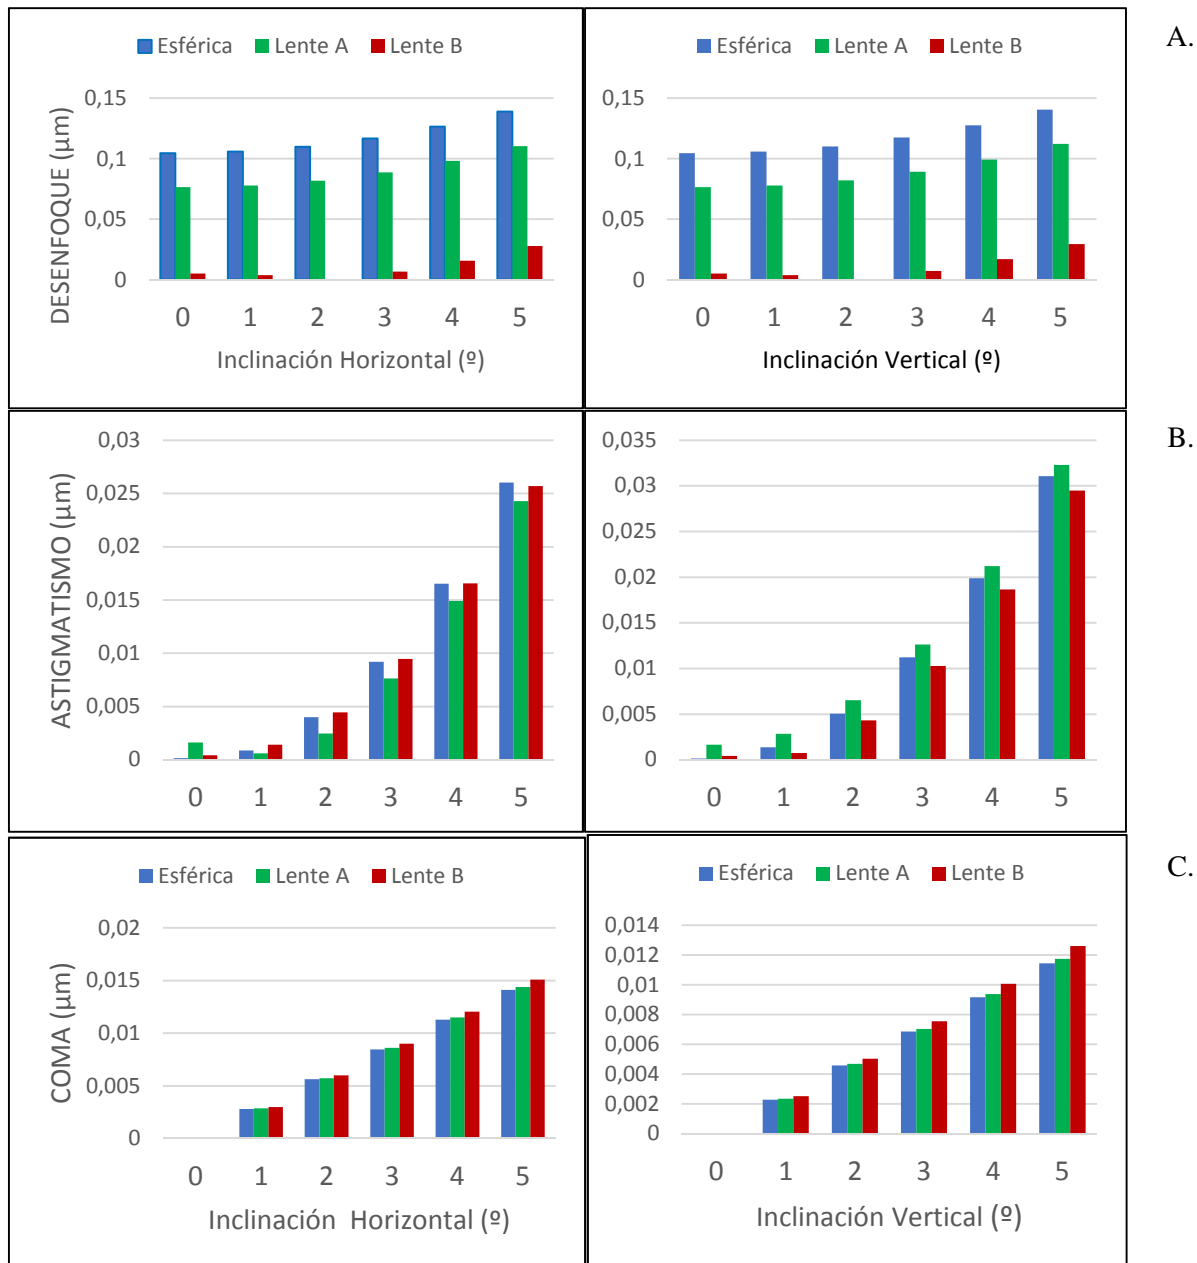 A.
Esférica Lente A Lente B
DESENFOQUE (µm)
0,15
0,1
0,05
0
0 1 2 3 4 5
Inclinación Horizontal (º)
Esférica Lente A Lente B
0,15
0,1
0,05
0
0 1 2 3 4 5
Inclinación Vertical (º)
B.
ASTIGMATISMO (µm)
0,03
0,025
0,02
0,015
0,01
0,005
0
0 1 2 3 4 5
0,035
0,03
0,025
0,02
0,015
0,01
0,005
0
0 1 2 3 4 5
C.
Esférica Lente A Lente B
COMA (µm)
0,02
0,015
0,01
0,005
0
0 1 2 3 4 5
Inclinación Horizontal (º)
Esférica Lente A Lente B
0,014
0,012
0,01
0,008
0,006
0,004
0,002
0
0 1 2 3 4 5
Inclinación Vertical (º)